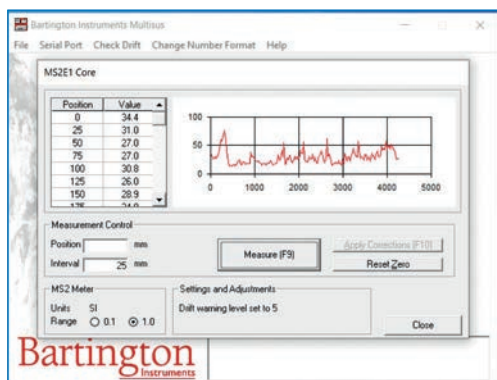 Bartington Instruments Multisus
File Serial Port Check Drift Change Number Format Help
MS2E1 Core
Position Value
0 34.4
25 31.0
50 27.0
75 27.0
100 30.8
125 26.0
150 28.9
175 24.0
100
50
0
0 1000 2000 3000 4000 5000
Measurement Control
Position mm
Interval 25 mm
Measure (F9)
Apply Corrections (F10)
Reset Zero
MS2 Meter
Units SI
Range 0.1 1.0
Settings and Adjustments
Drift warning level set to 5
Close
Bartington
Instruments